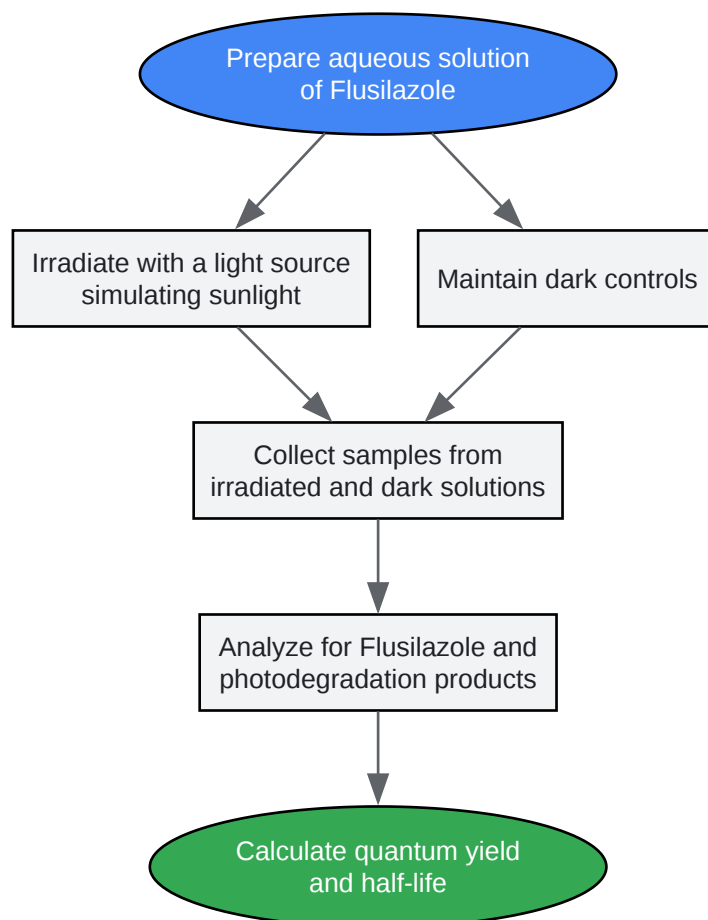 Prepare aqueous solution
of Flusilazole
Irradiate with a light source
simulating sunlight
Maintain dark controls
Collect samples from
irradiated and dark solutions
Analyze for Flusilazole and
photodegradation products
Calculate quantum yield
and half-life